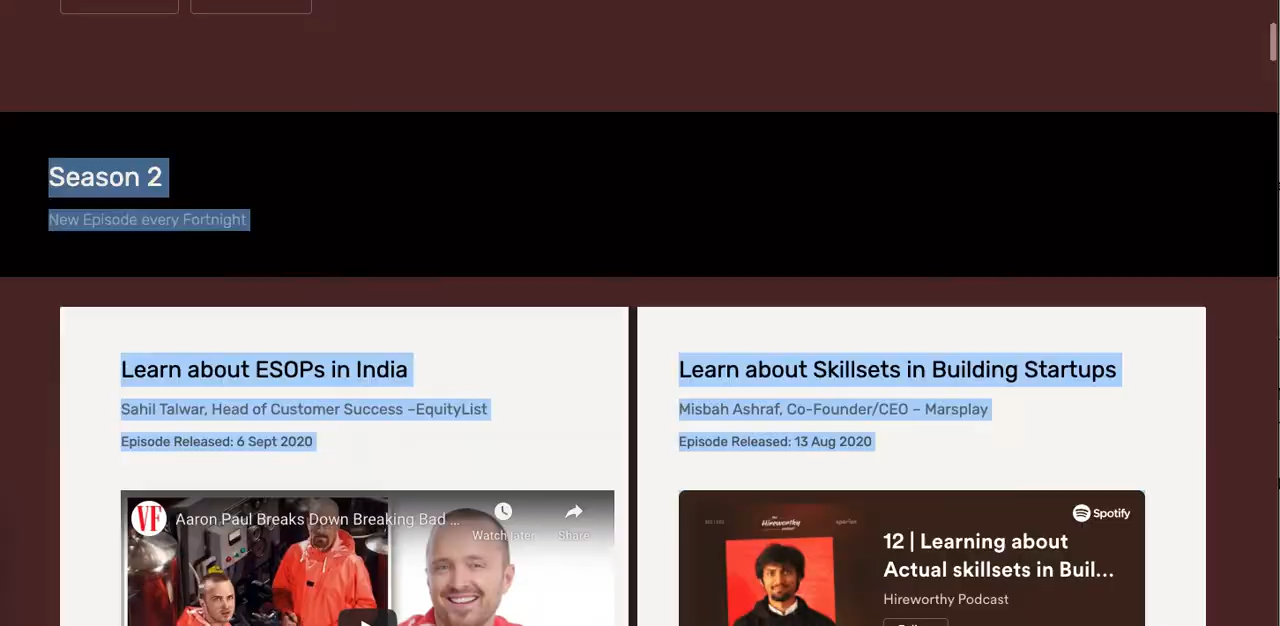 Season 2
New Episode every Fortnight
Learn about ESOPs in India
Sahil Talwar, Head of Customer Success –EquityList
Episode Released: 6 Sept 2020
VF
Aaron Paul Breaks Down Breaking Bad ...
Watch later
Share
Learn about Skillsets in Building Startups
Misbah Ashraf, Co-Founder/CEO – Marsplay
Episode Released: 13 Aug 2020
Hireworthy
Spotify
12 | Learning about
Actual skillsets in Buil...
Hireworthy Podcast